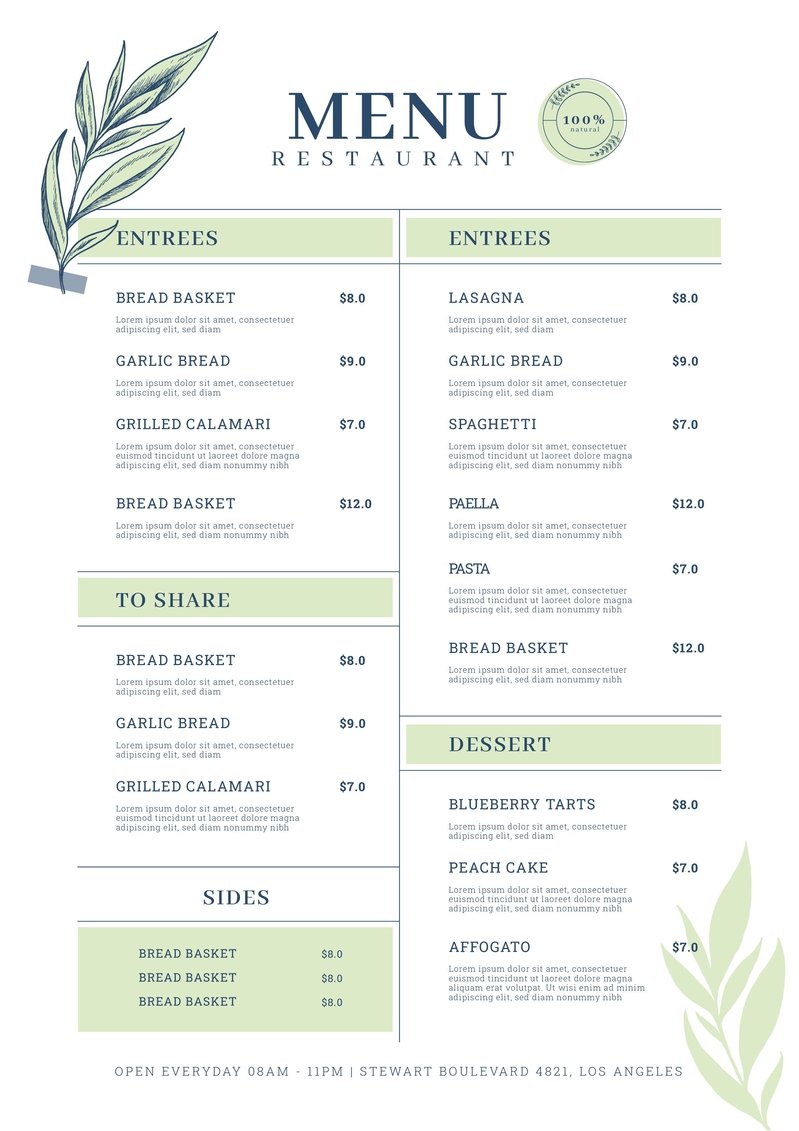 MENU
RESTAURANT
100%
natural
ENTREES
BREAD BASKET $8.0
Lorem ipsum dolor sit amet, consectetuer
adipiscing elit, sed diam
GARLIC BREAD $9.0
Lorem ipsum dolor sit amet, consectetuer
adipiscing elit, sed diam
GRILLED CALAMARI $7.0
Lorem ipsum dolor sit amet, consectetuer
euismod tincidunt ut laoreet dolore magna
adipiscing elit, sed diam nonummy nibh
BREAD BASKET $12.0
Lorem ipsum dolor sit amet, consectetuer
adipiscing elit, sed diam nonummy nibh
TO SHARE
BREAD BASKET $8.0
Lorem ipsum dolor sit amet, consectetuer
adipiscing elit, sed diam
GARLIC BREAD $9.0
Lorem ipsum dolor sit amet, consectetuer
adipiscing elit, sed diam
GRILLED CALAMARI $7.0
Lorem ipsum dolor sit amet, consectetuer
euismod tincidunt ut laoreet dolore magna
adipiscing elit, sed diam nonummy nibh
SIDES
BREAD BASKET $8.0
BREAD BASKET $8.0
BREAD BASKET $8.0
ENTREES
LASAGNA $8.0
Lorem ipsum dolor sit amet, consectetuer
adipiscing elit, sed diam
GARLIC BREAD $9.0
Lorem ipsum dolor sit amet, consectetuer
adipiscing elit, sed diam
SPAGHETTI $7.0
Lorem ipsum dolor sit amet, consectetuer
euismod tincidunt ut laoreet dolore magna
adipiscing elit, sed diam nonummy nibh
PAELLA $12.0
Lorem ipsum dolor sit amet, consectetuer
adipiscing elit, sed diam nonummy nibh
PASTA $7.0
Lorem ipsum dolor sit amet, consectetuer
euismod tincidunt ut laoreet dolore magna
adipiscing elit, sed diam nonummy nibh
BREAD BASKET $12.0
Lorem ipsum dolor sit amet, consectetuer
adipiscing elit, sed diam nonummy nibh
DESSERT
BLUEBERRY TARTS $8.0
Lorem ipsum dolor sit amet, consectetuer
adipiscing elit, sed diam
PEACH CAKE $7.0
Lorem ipsum dolor sit amet, consectetuer
euismod tincidunt ut laoreet dolore magna
adipiscing elit, sed diam nonummy nibh
AFFOGATO $7.0
Lorem ipsum dolor sit amet, consectetuer
euismod tincidunt ut laoreet dolore magna
aliquam erat volutpat. Ut wisi enim ad minim
adipiscing elit, sed diam nonummy nibh
OPEN EVERYDAY 08AM - 11PM | STEWART BOULEVARD 4821, LOS ANGELES